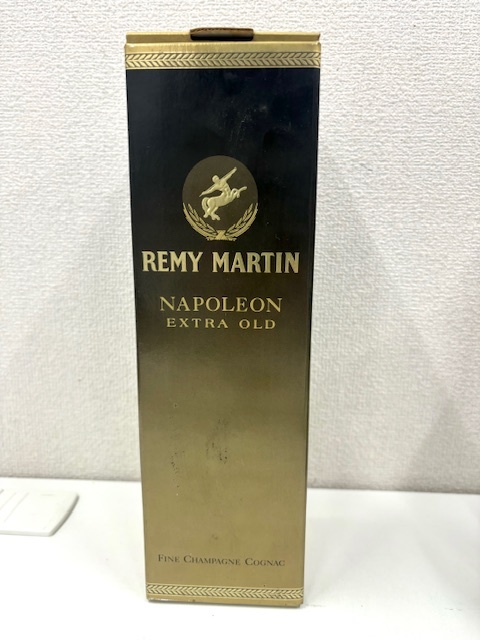 REMY MARTIN
NAPOLEON
EXTRA OLD
FINE CHAMPAGNE COGNAC